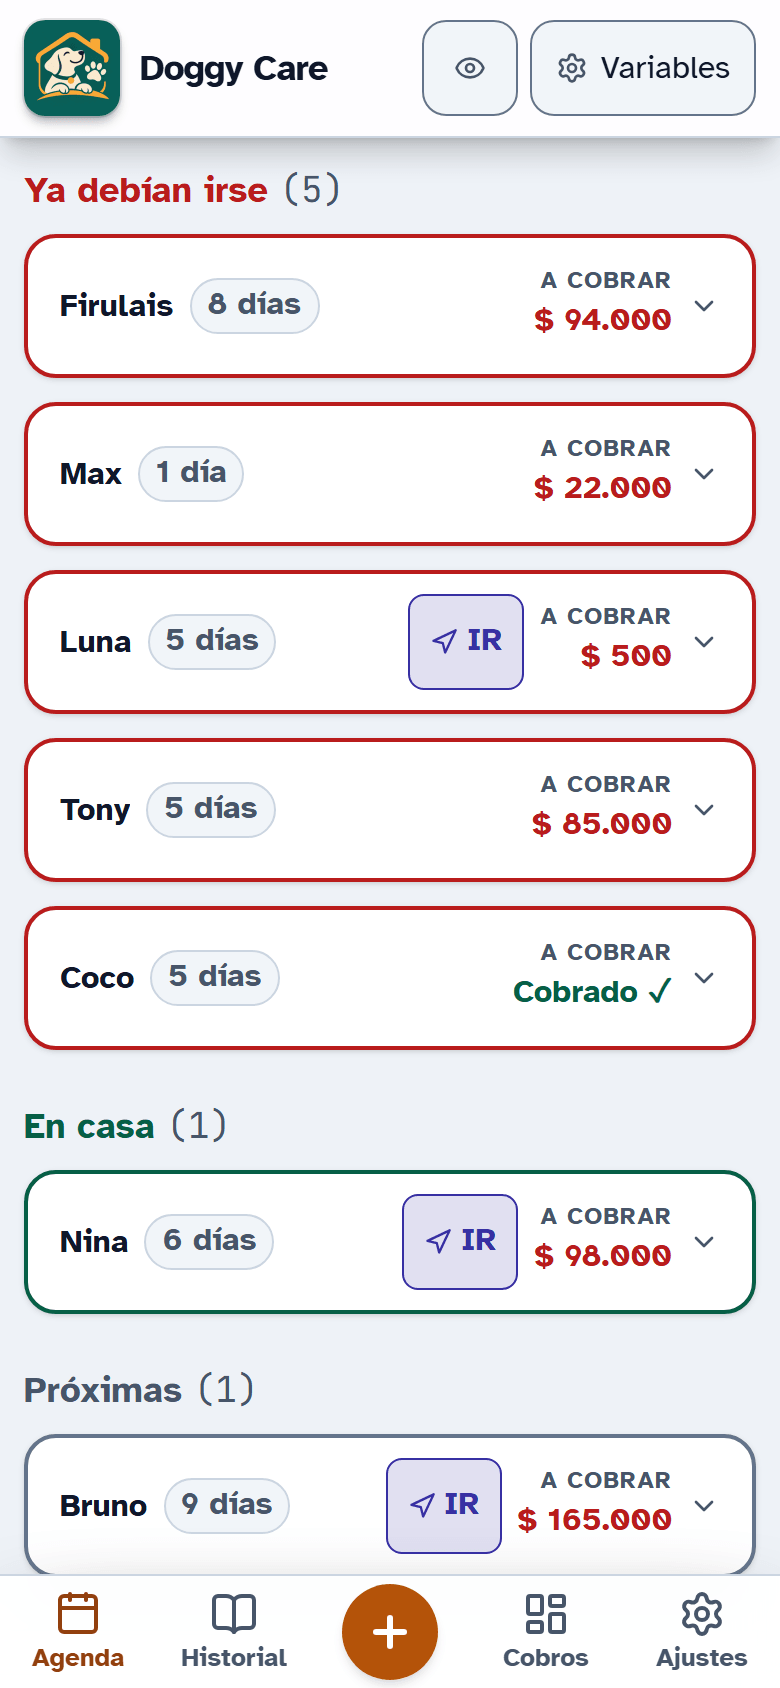 Doggy Care
Variables
Ya debían irse (5)
Firulais
8 días
A COBRAR
$ 94.000
Max
1 día
A COBRAR
$ 22.000
Luna
5 días
IR
A COBRAR
$ 500
Tony
5 días
A COBRAR
$ 85.000
Coco
5 días
A COBRAR
Cobrado ✓
En casa (1)
Nina
6 días
IR
A COBRAR
$ 98.000
Próximas (1)
Bruno
9 días
IR
A COBRAR
$ 165.000
Agenda
Historial
+
Cobros
Ajustes